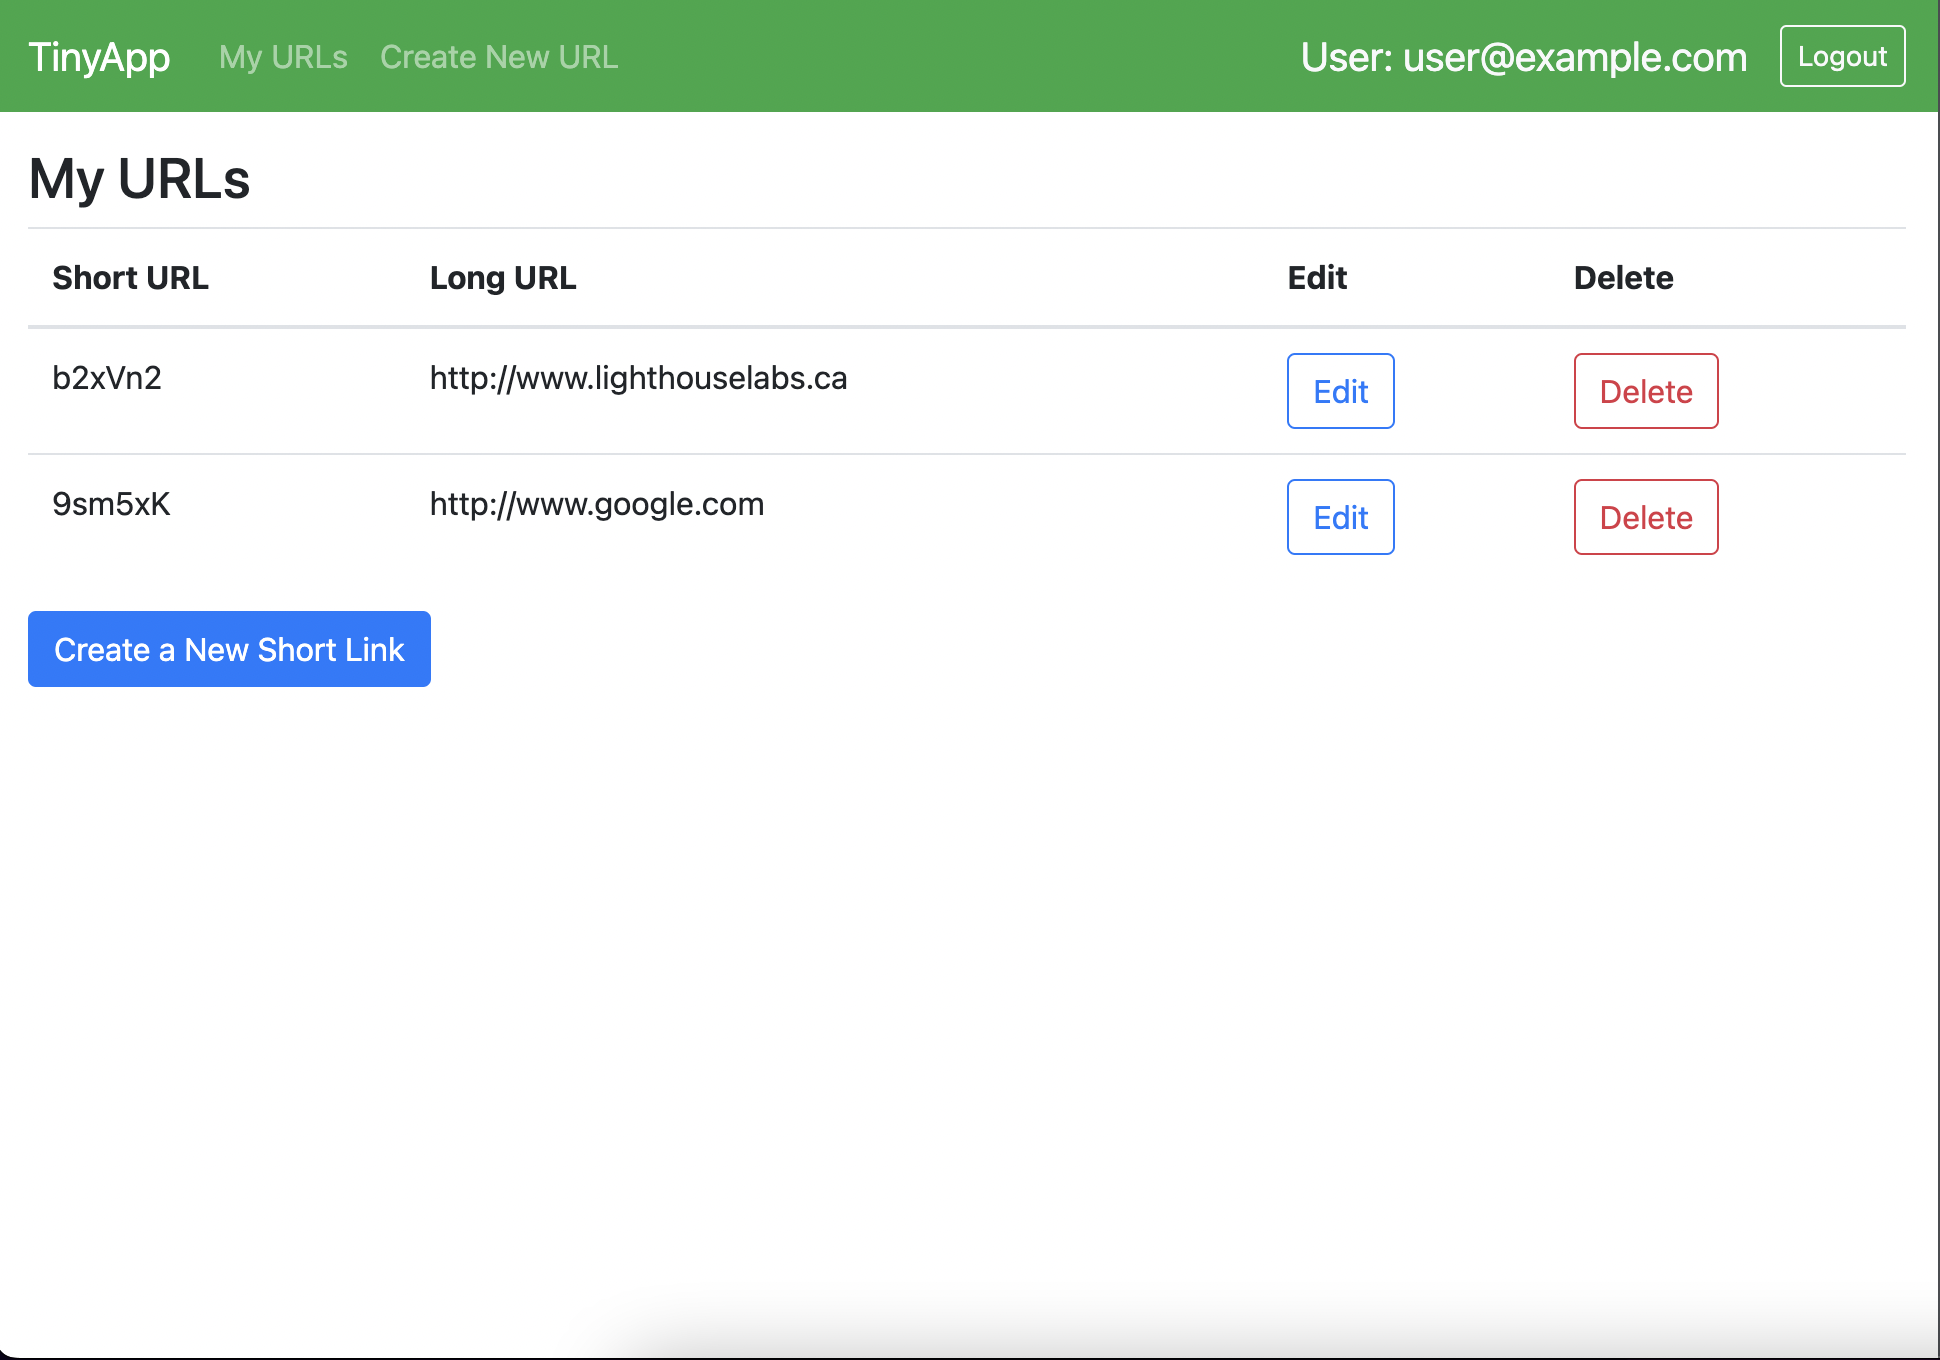 TinyApp My URLs Create New URL User: user@example.com Logout
My URLs
Short URL Long URL Edit Delete
b2xVn2 http://www.lighthouselabs.ca Edit Delete
9sm5xK http://www.google.com Edit Delete
Create a New Short Link